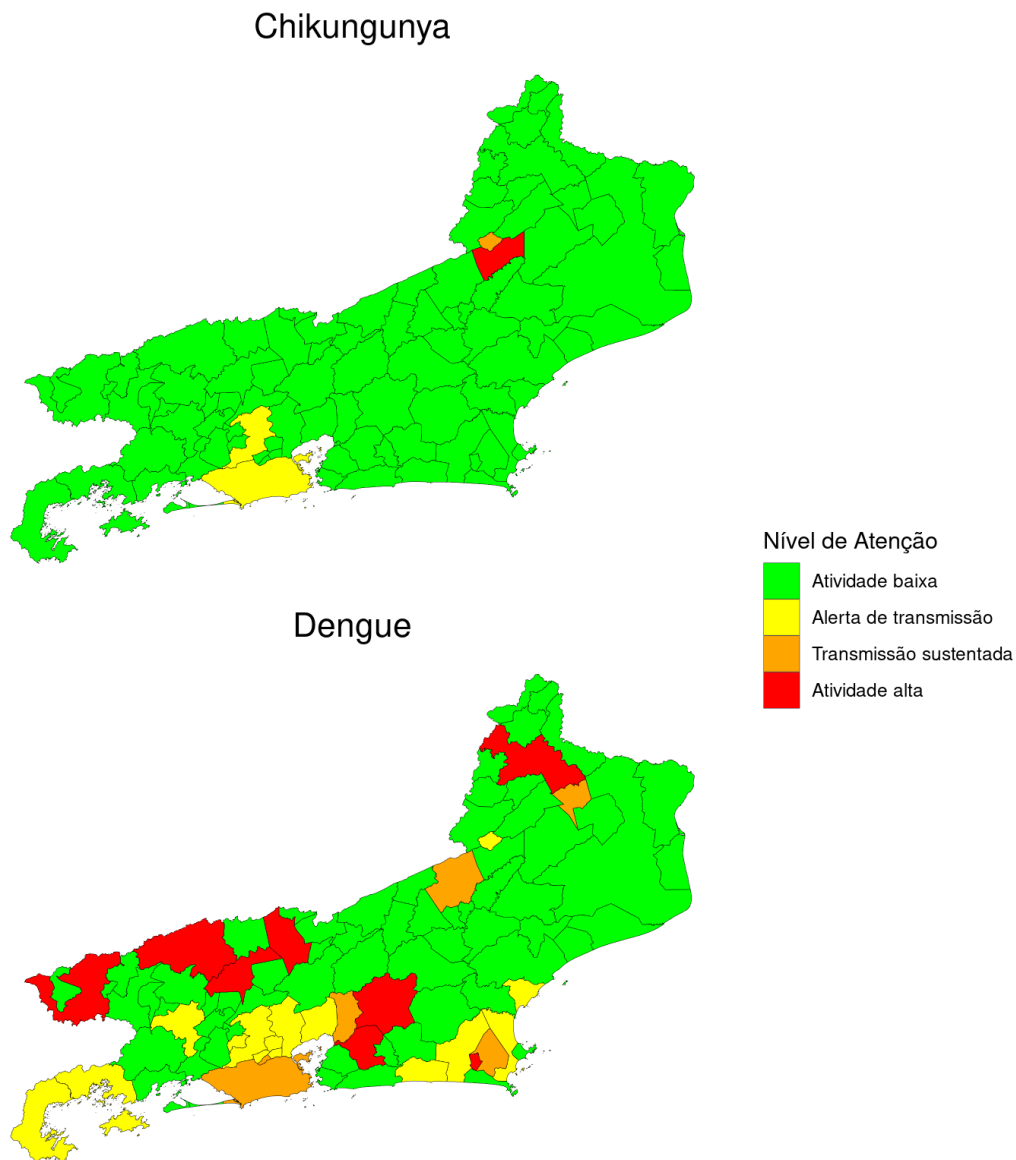 Chikungunya
Nível de Atenção
Atividade baixa
Alerta de transmissão
Transmissão sustentada
Atividade alta
Dengue